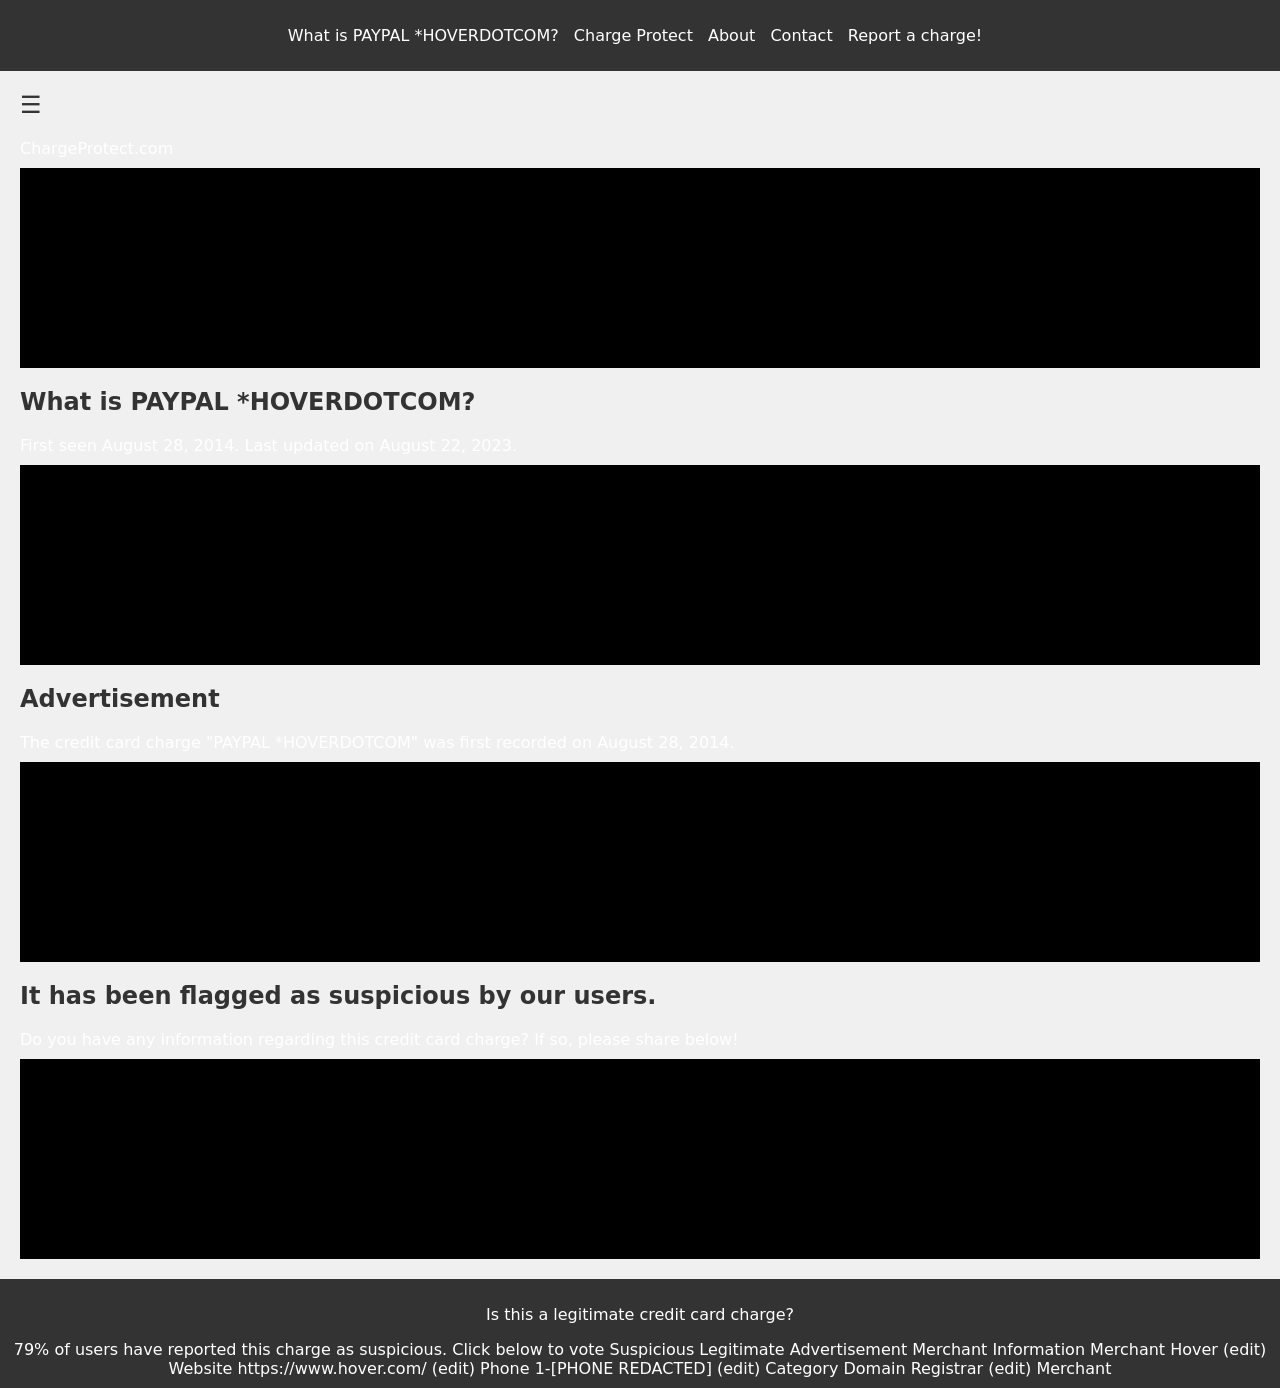 What is PAYPAL *HOVERDOTCOM? Charge Protect About Contact Report a charge!
☰
ChargeProtect.com
What is PAYPAL *HOVERDOTCOM?
First seen August 28, 2014. Last updated on August 22, 2023.
Advertisement
The credit card charge "PAYPAL *HOVERDOTCOM" was first recorded on August 28, 2014.
It has been flagged as suspicious by our users.
Do you have any information regarding this credit card charge? If so, please share below!
Is this a legitimate credit card charge?
79% of users have reported this charge as suspicious. Click below to vote Suspicious Legitimate Advertisement Merchant Information Merchant Hover (edit)
Website https://www.hover.com/ (edit) Phone 1-[PHONE REDACTED] (edit) Category Domain Registrar (edit) Merchant